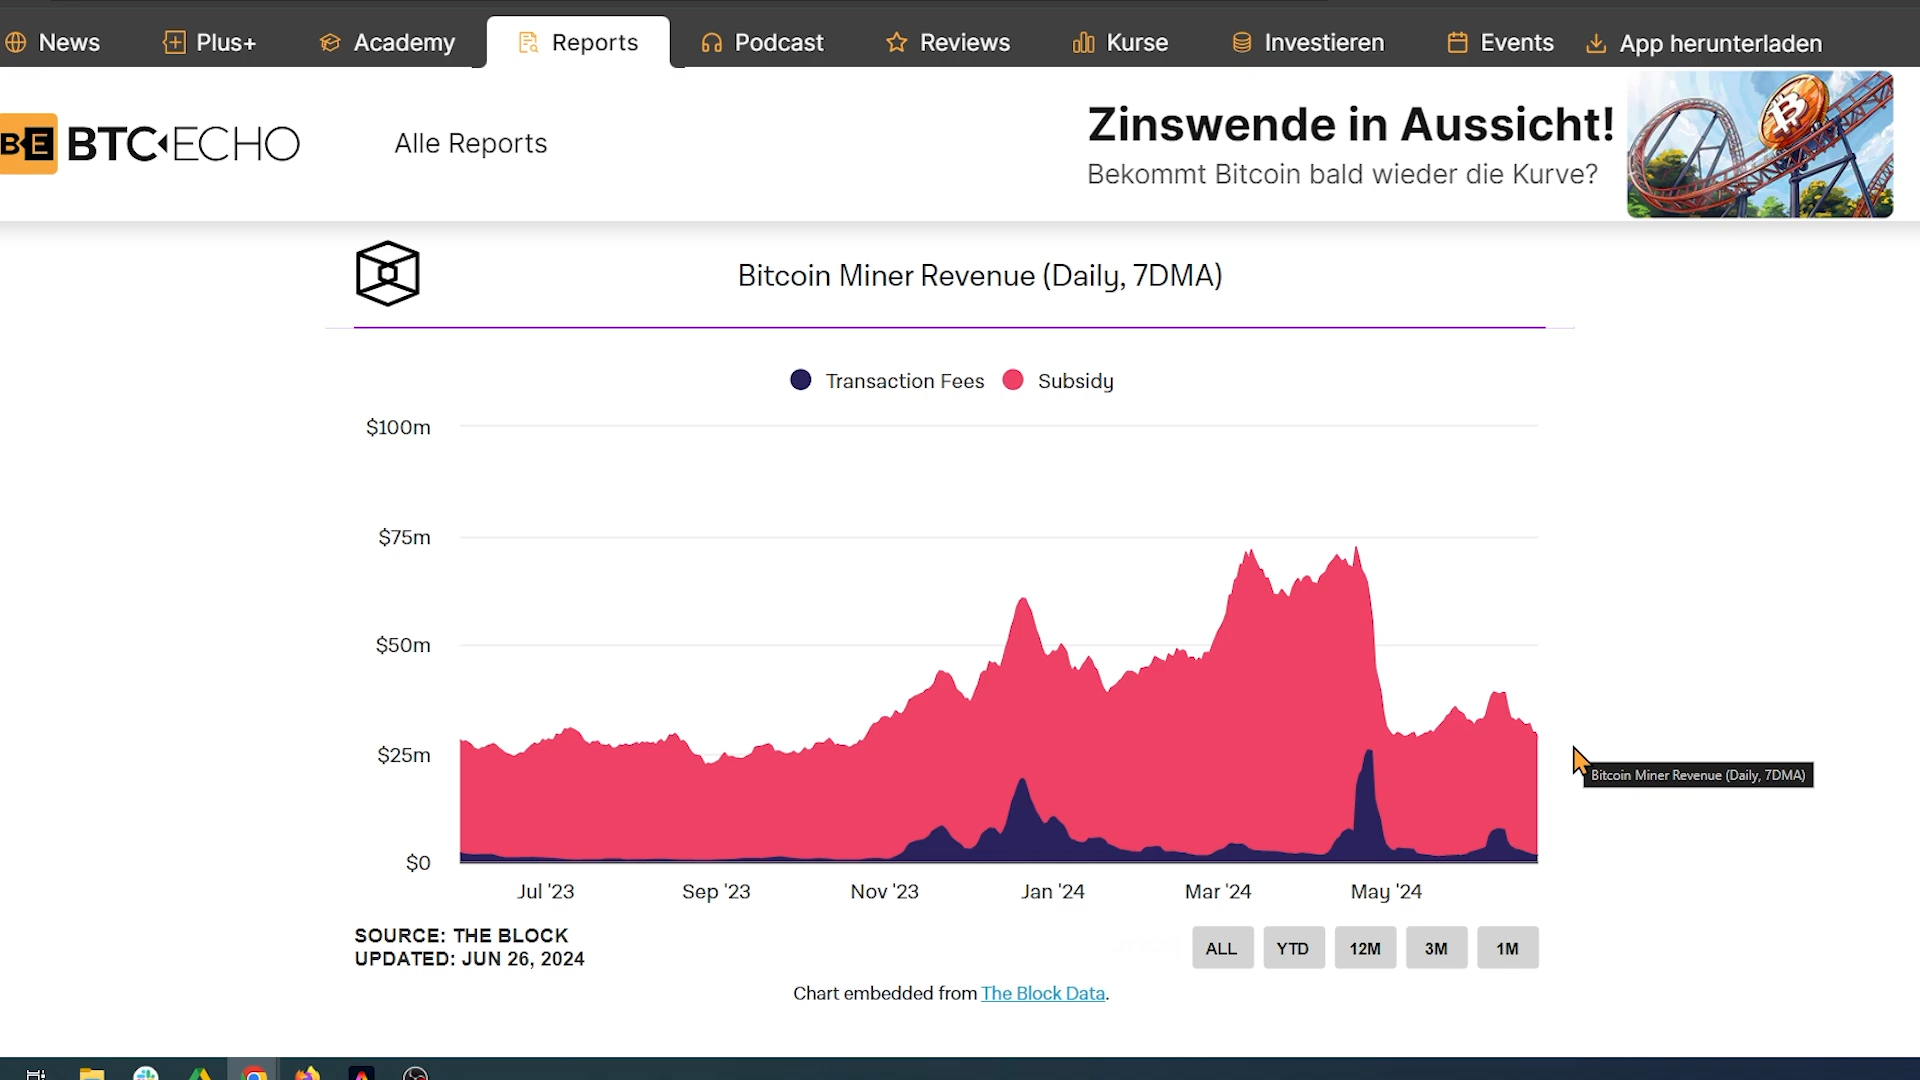 News
Plus+
Academy
Reports
Podcast
Reviews
Kurse
Investieren
Events
App herunterladen
BE BTC ECHO
Alle Reports
Zinswende in Aussicht!
Bekommt Bitcoin bald wieder die Kurve?
Bitcoin Miner Revenue (Daily, 7DMA)
Transaction Fees
Subsidy
$100m
$75m
$50m
$25m
$0
Bitcoin Miner Revenue (Daily, 7DMA)
Jul '23
Sep '23
Nov '23
Jan '24
Mar '24
May '24
SOURCE: THE BLOCK
UPDATED: JUN 26, 2024
ALL
YTD
12M
3M
1M
Chart embedded from The Block Data.